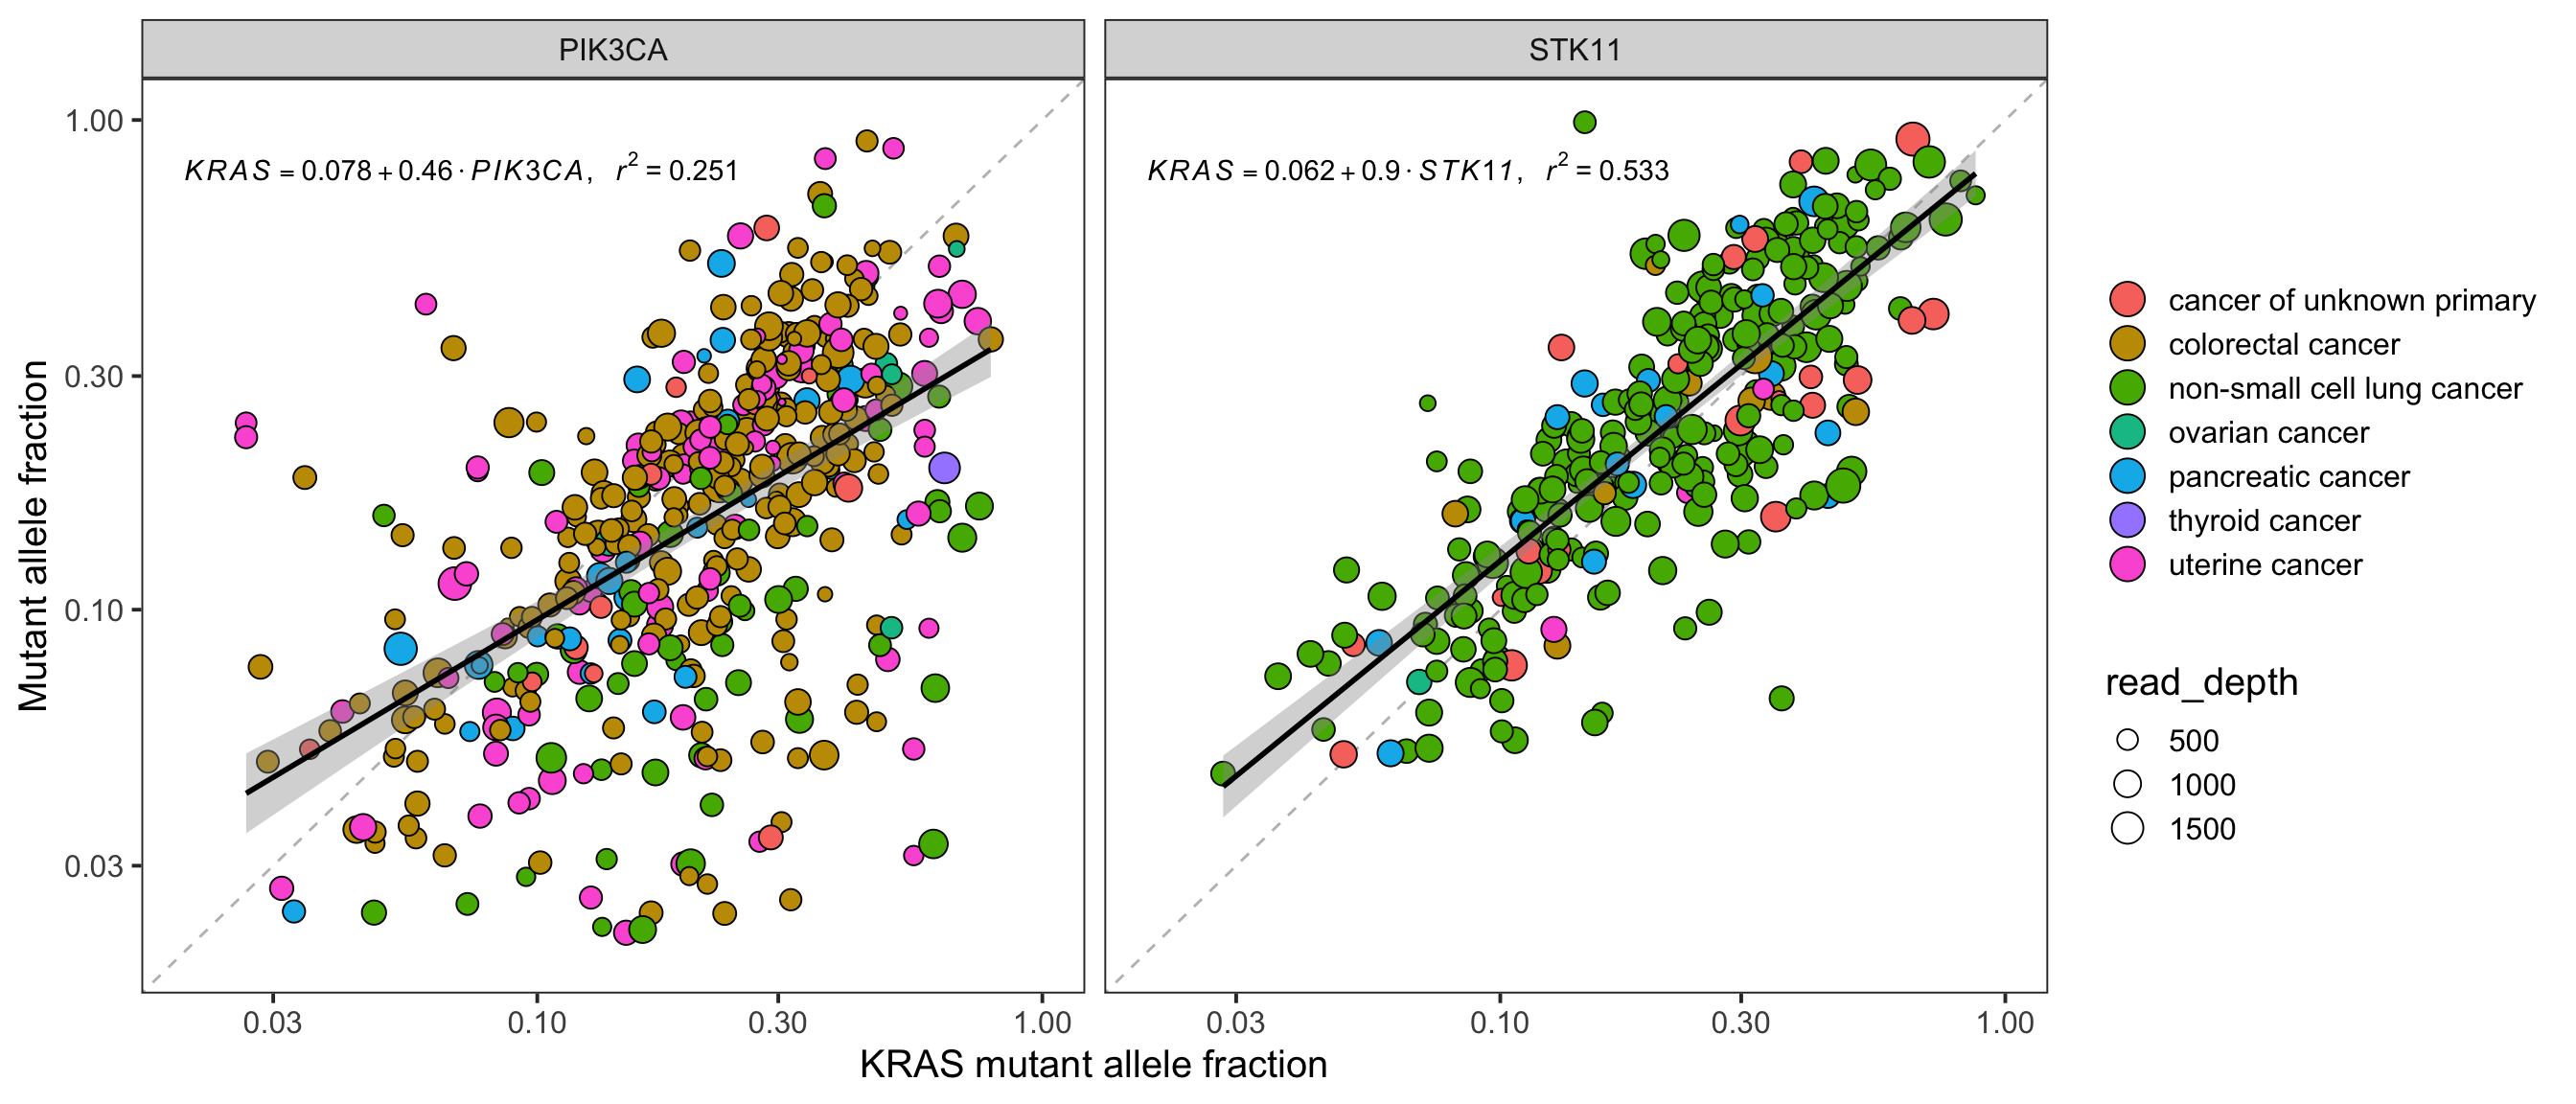 PIK3CA
STK11
KRAS = 0.078 + 0.46 · PIK3CA, r² = 0.251
KRAS = 0.062 + 0.9 · STK11, r² = 0.533
Mutant allele fraction
1.00
0.30
0.10
0.03
0.03 0.10 0.30 1.00
0.03 0.10 0.30 1.00
KRAS mutant allele fraction
cancer of unknown primary
colorectal cancer
non-small cell lung cancer
ovarian cancer
pancreatic cancer
thyroid cancer
uterine cancer
read_depth
500
1000
1500